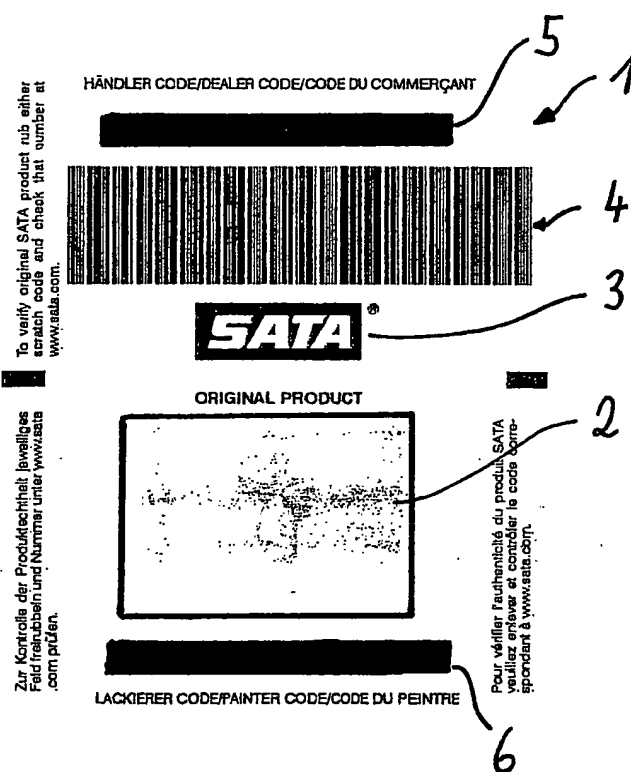 5
1
HÄNDLER CODE/DEALER CODE/CODE DU COMMERÇANT
To verify original SATA product rub either
scratch code and check that number at
www.sata.com.
4
SATA®
3
ORIGINAL PRODUCT
2
Zur Kontrolle der Produktechtheit jeweiliges
Feld freirubbeln und Nummer unter www.sata
.com prüfen.
Pour vérifier l'authenticité du produit SATA
veuillez enlever et contrôler le code corre-
spondant à www.sata.com.
LACKIERER CODE/PAINTER CODE/CODE DU PEINTRE
6